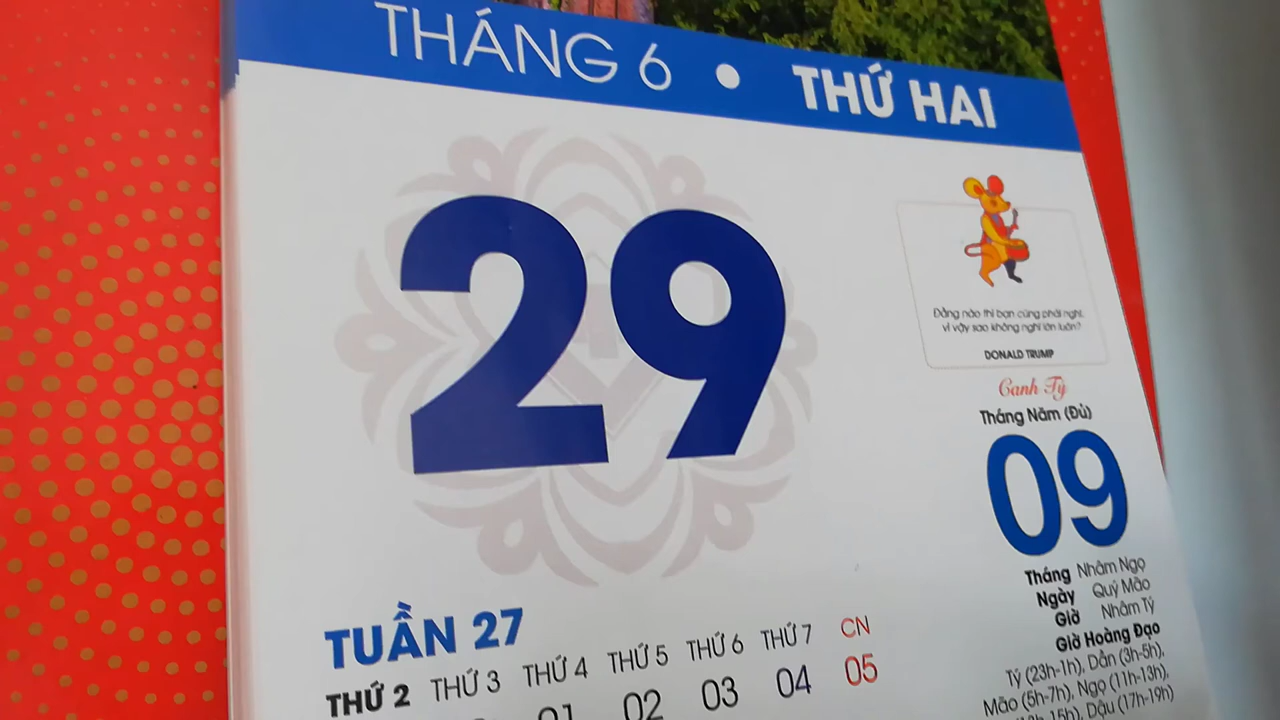 THÁNG 6 • THỨ HAI
29
Đằng nào thì bạn cũng phải nghĩ,
vì vậy sao không nghĩ lớn luôn?
DONALD TRUMP
Canh Tý
Tháng Năm (Đủ)
09
Tháng Nhâm Ngọ
Ngày Quý Mão
Giờ Nhâm Tý
Giờ Hoàng Đạo
Tý (23h-1h), Dần (3h-5h),
Mão (5h-7h), Ngọ (11h-13h),
15h), Dậu (17h-19h)
TUẦN 27
THỨ 2 THỨ 3 THỨ 4 THỨ 5 THỨ 6 THỨ 7 CN
01 02 03 04 05